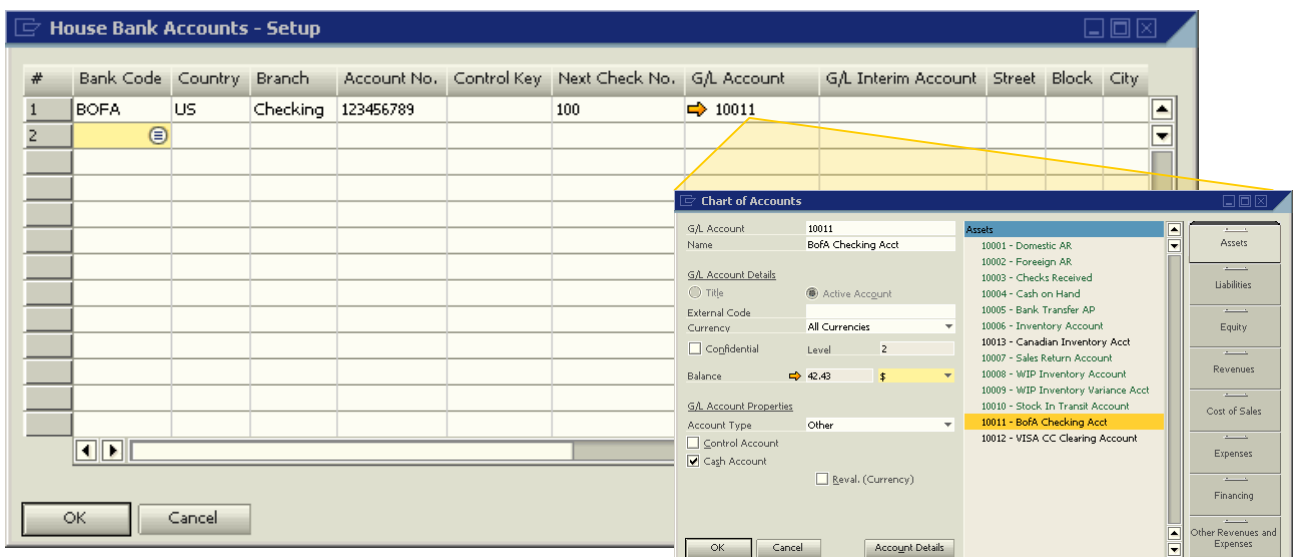 House Bank Accounts - Setup
# Bank Code Country Branch Account No. Control Key Next Check No. G/L Account G/L Interim Account Street Block City
1 BOFA US Checking 123456789 100 10011
2
OK Cancel
Chart of Accounts
G/L Account 10011
Name BofA Checking Acct
G/L Account Details
Title Active Account
External Code
Currency All Currencies
Confidential Level 2
Balance 42.43 $
G/L Account Properties
Account Type Other
Control Account
Cash Account
Reval. (Currency)
OK Cancel Account Details
Assets
10001 - Domestic AR
10002 - Foreeign AR
10003 - Checks Received
10004 - Cash on Hand
10005 - Bank Transfer AP
10006 - Inventory Account
10013 - Canadian Inventory Acct
10007 - Sales Return Account
10008 - WIP Inventory Account
10009 - WIP Inventory Variance Acct
10010 - Stock In Transit Account
10011 - BofA Checking Acct
10012 - VISA CC Clearing Account
Assets
Liabilities
Equity
Revenues
Cost of Sales
Expenses
Financing
Other Revenues and
Expenses